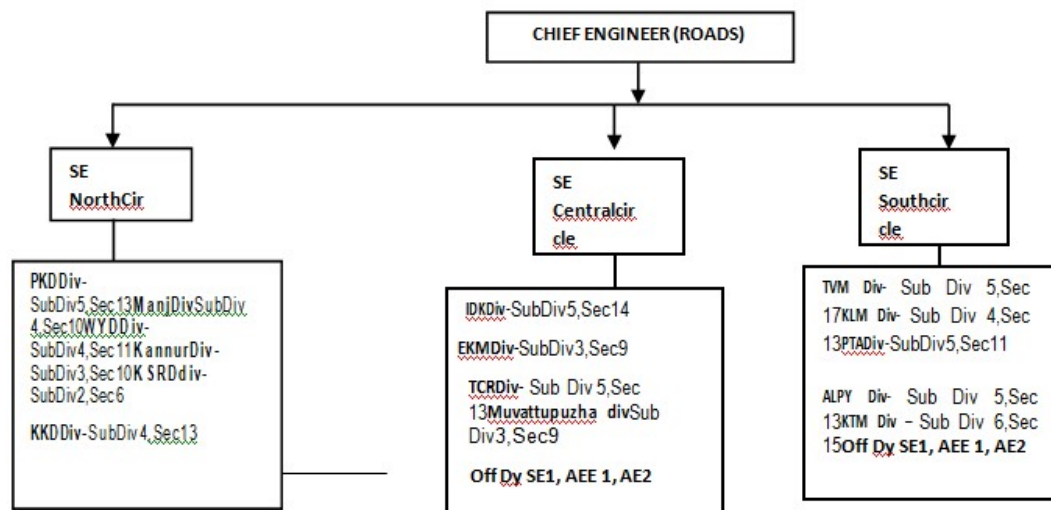 CHIEF ENGINEER (ROADS)
SE
NorthCir
PKDDiv-
SubDiv5,Sec13ManjDivSubDiv
4,Sec10WYDDiv-
SubDiv4,Sec11KannurDiv-
SubDiv3,Sec10KSRDdiv-
SubDiv2,Sec6
KKDDiv-SubDiv4,Sec13
SE
Centralcir
cle
IDKDiv-SubDiv5,Sec14
EKMDiv-SubDiv3,Sec9
TCRDiv- Sub Div5,Sec
13Muvattupuzha divSub
Div3,Sec9
Off Dy SE1, AEE 1, AE2
SE
Southcir
cle
TVM Div- Sub Div 5,Sec
17KLM Div- Sub Div 4,Sec
13PTADiv-SubDiv5,Sec11
ALPY Div- Sub Div 5,Sec
13KTM Div – Sub Div 6,Sec
15Off Dy SE1, AEE 1, AE2